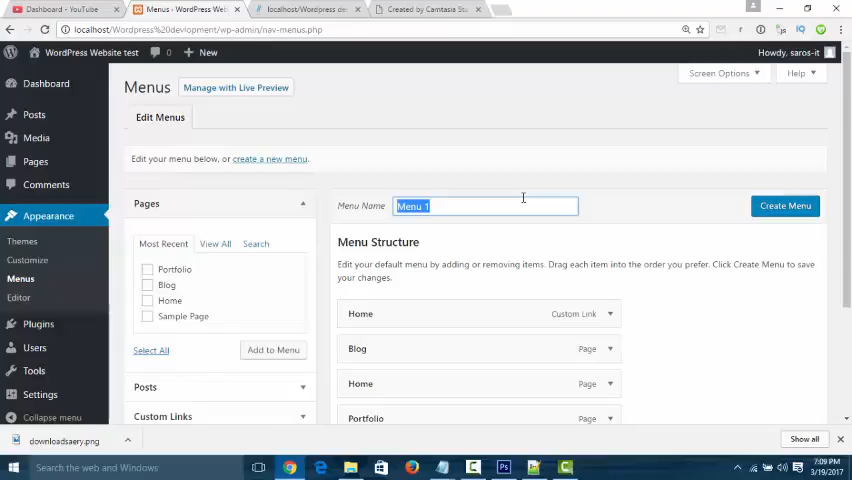 Dashboard - YouTube
Menus ‹ WordPress Websit
localhost/Wordpress de
Created by Camtasia Stu
localhost/Wordpress%20devlopment/wp-admin/nav-menus.php
WordPress Website test
0
New
Howdy, saros-it
Dashboard
Posts
Media
Pages
Comments
Appearance
Themes
Customize
Menus
Editor
Plugins
Users
Tools
Settings
Collapse menu
Menus
Manage with Live Preview
Screen Options
Help
Edit Menus
Edit your menu below, or create a new menu.
Pages
Most Recent
View All
Search
Portfolio
Blog
Home
Sample Page
Select All
Add to Menu
Posts
Custom Links
Menu Name
Menu 1
Create Menu
Menu Structure
Edit your default menu by adding or removing items. Drag each item into the order you prefer. Click Create Menu to save
your changes.
Home
Custom Link
Blog
Page
Home
Page
Portfolio
Page
downloadsaery.png
Show all
Search the web and Windows
7:09 PM
3/19/2017